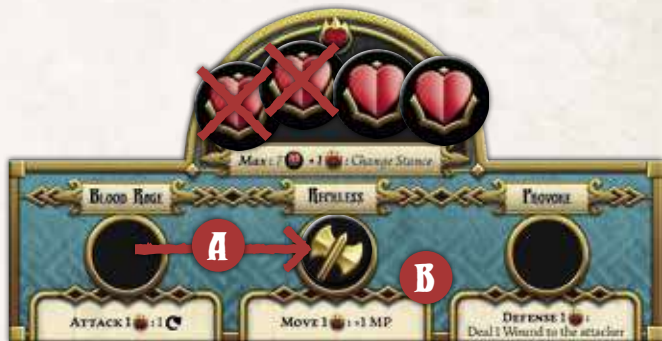 Max : 7 • 1 : Change Stance
Blood Rage
Reckless
Provoke
A
B
Attack 1 : 1
Move 1 : +1 MP
Defense 1 :
Deal 1 Wound to the attacker